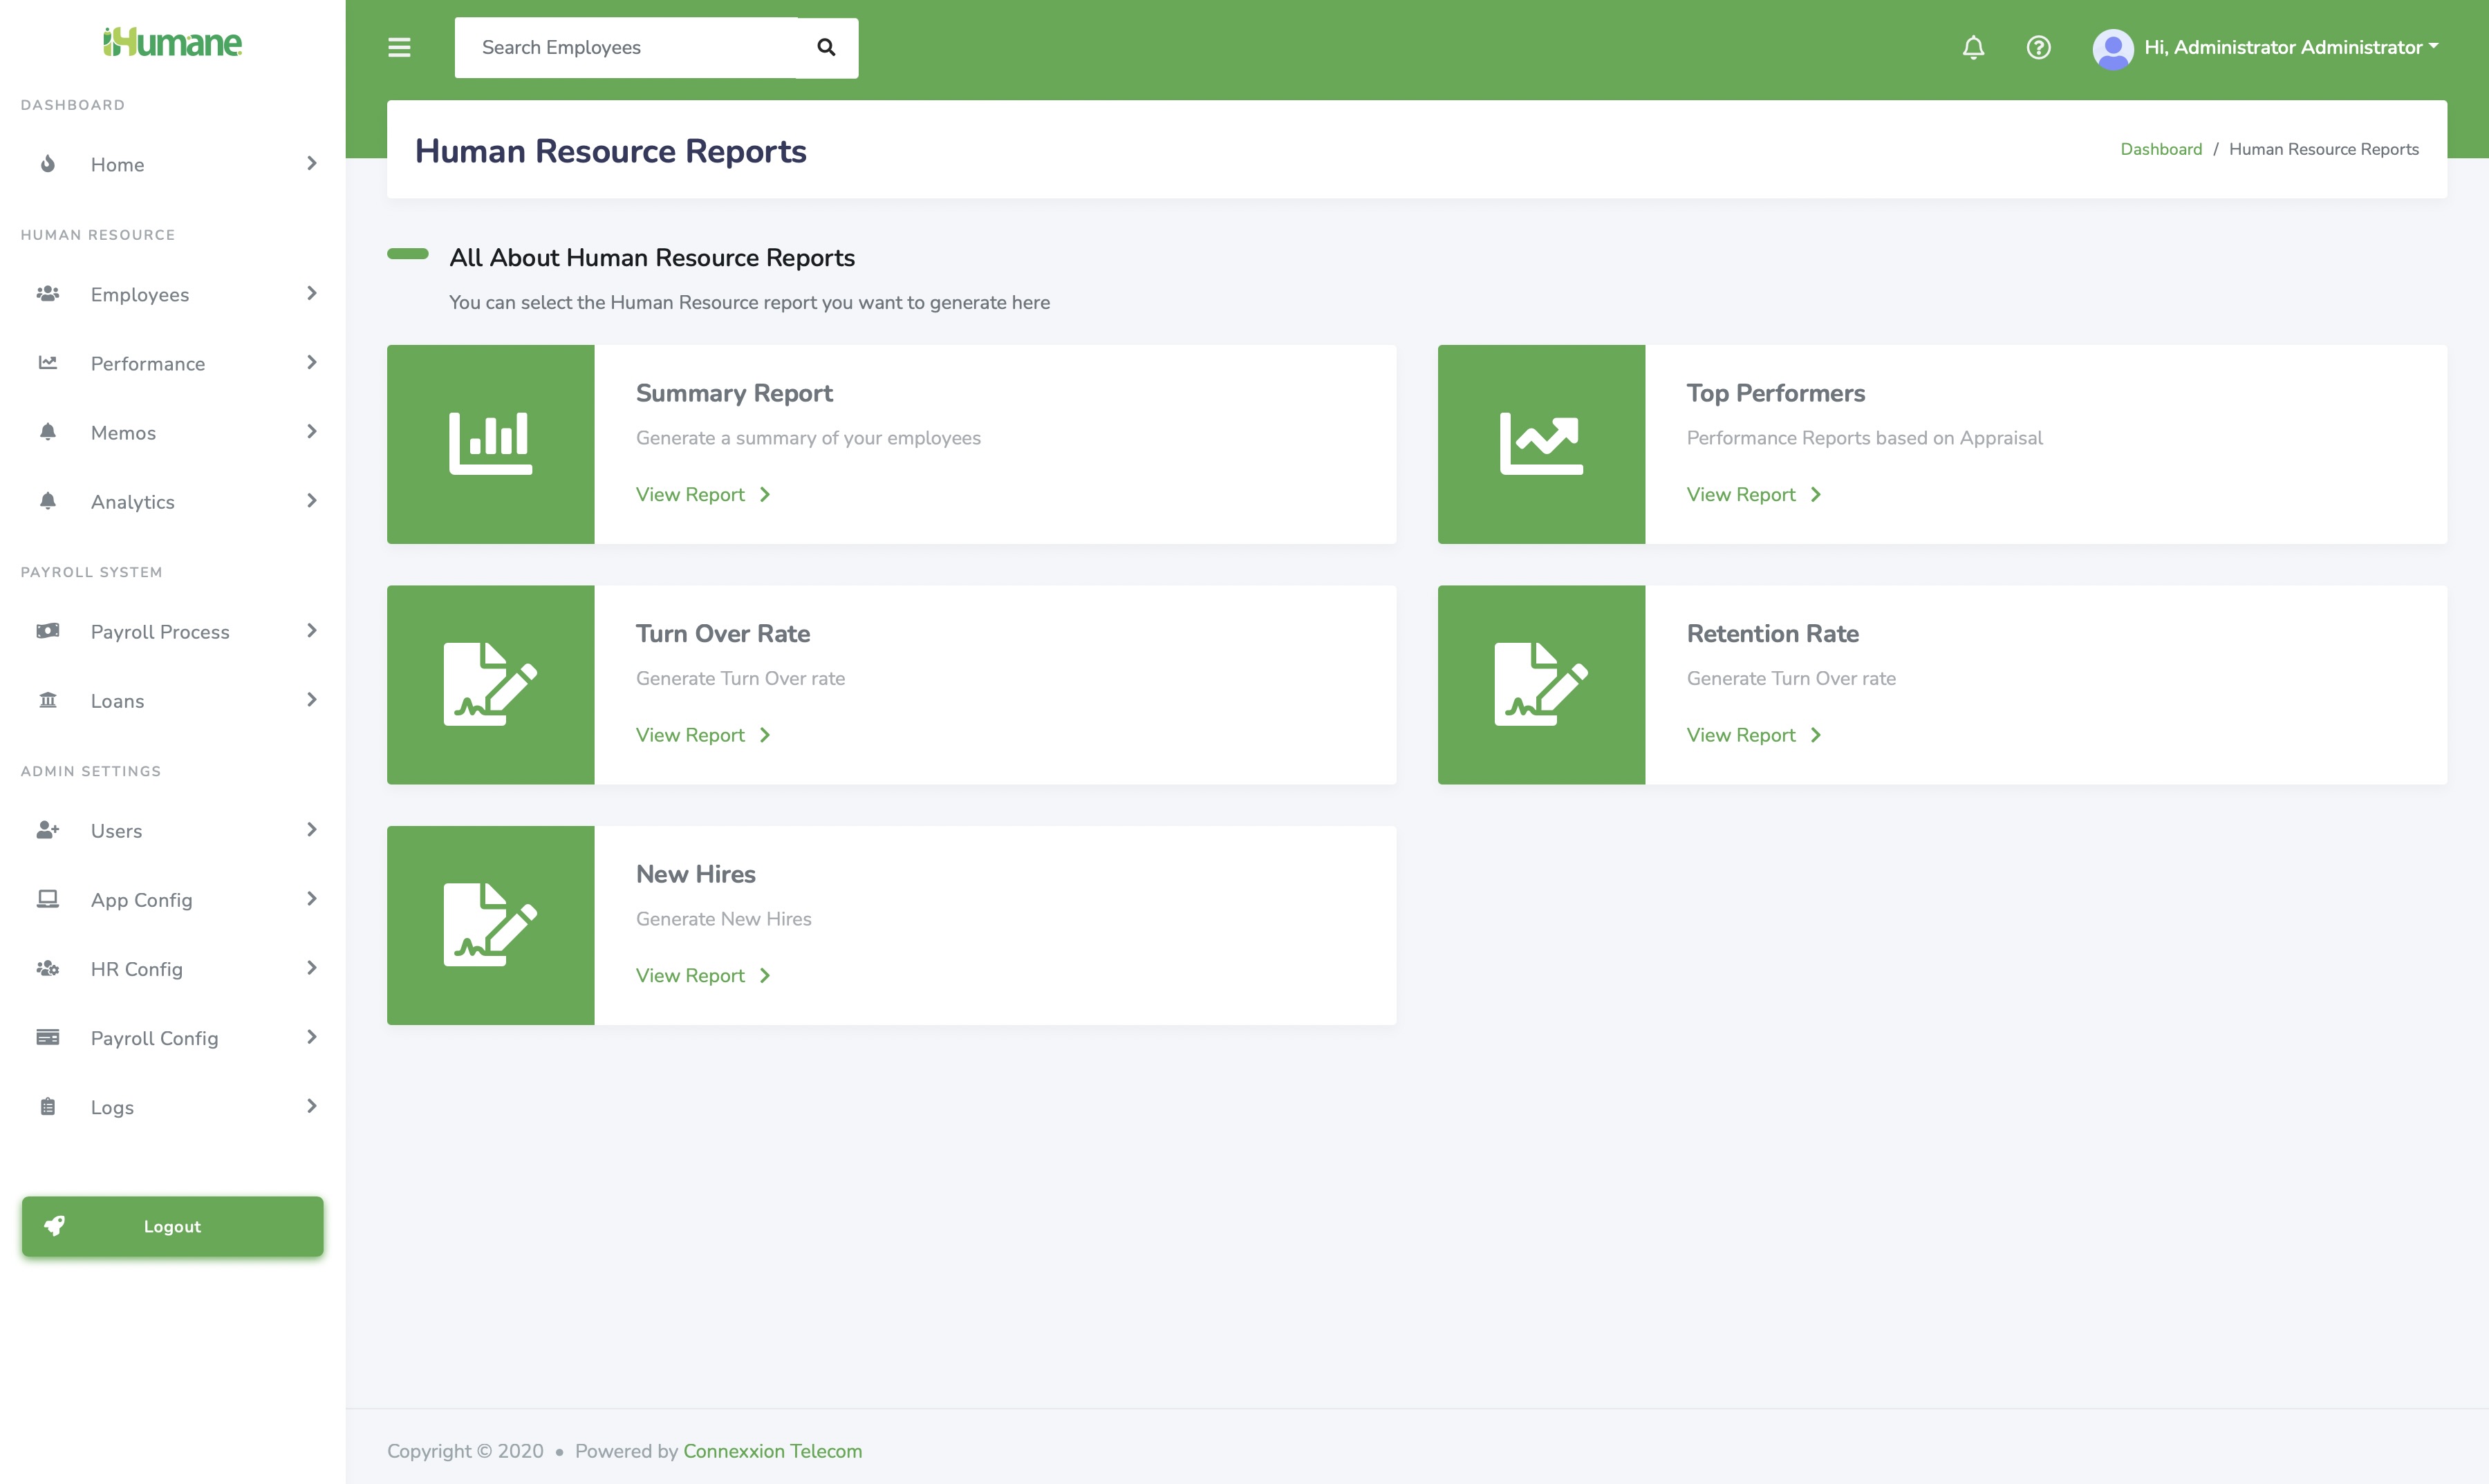 iHumane
DASHBOARD
Home
HUMAN RESOURCE
Employees
Performance
Memos
Analytics
PAYROLL SYSTEM
Payroll Process
Loans
ADMIN SETTINGS
Users
App Config
HR Config
Payroll Config
Logs
Logout
Search Employees
Hi, Administrator Administrator
Human Resource Reports
Dashboard / Human Resource Reports
All About Human Resource Reports
You can select the Human Resource report you want to generate here
Summary Report
Generate a summary of your employees
View Report
Top Performers
Performance Reports based on Appraisal
View Report
Turn Over Rate
Generate Turn Over rate
View Report
Retention Rate
Generate Turn Over rate
View Report
New Hires
Generate New Hires
View Report
Copyright © 2020 • Powered by Connexxion Telecom